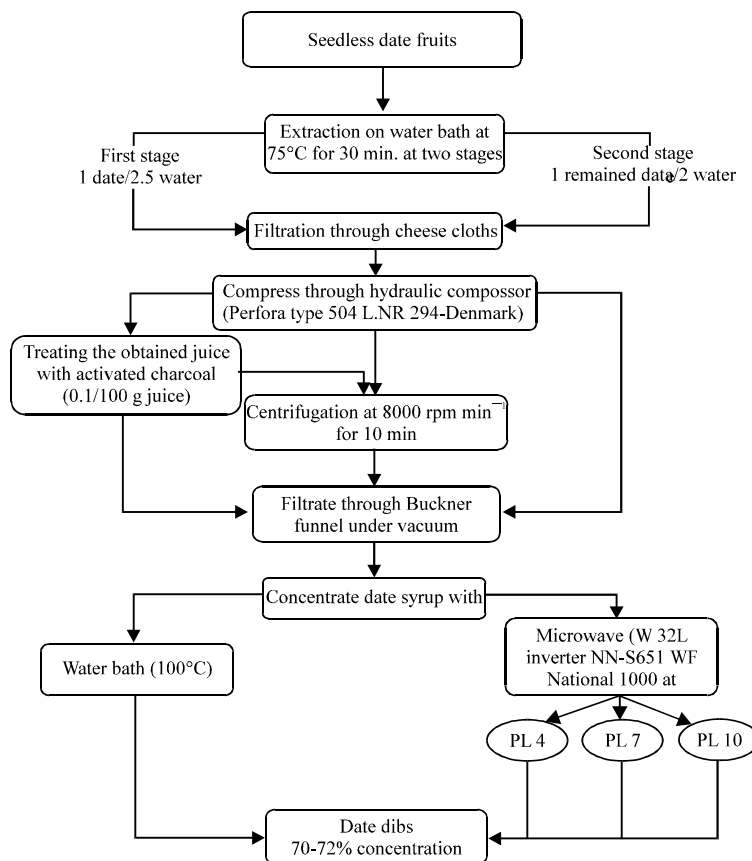 Seedless date fruits
Extraction on water bath at
75°C for 30 min. at two stages
First stage
1 date/2.5 water
Second stage
1 remained date/2 water
Filtration through cheese cloths
Compress through hydraulic compossor
(Perfora type 504 L.NR 294-Denmark)
Treating the obtained juice
with activated charcoal
(0.1/100 g juice)
Centrifugation at 8000 rpm min⁻¹
for 10 min
Filtrate through Buckner
funnel under vacuum
Concentrate date syrup with
Water bath (100°C)
Microwave (W 32L
inverter NN-S651 WF
National 1000 at
PL 4
PL 7
PL 10
Date dibs
70-72% concentration